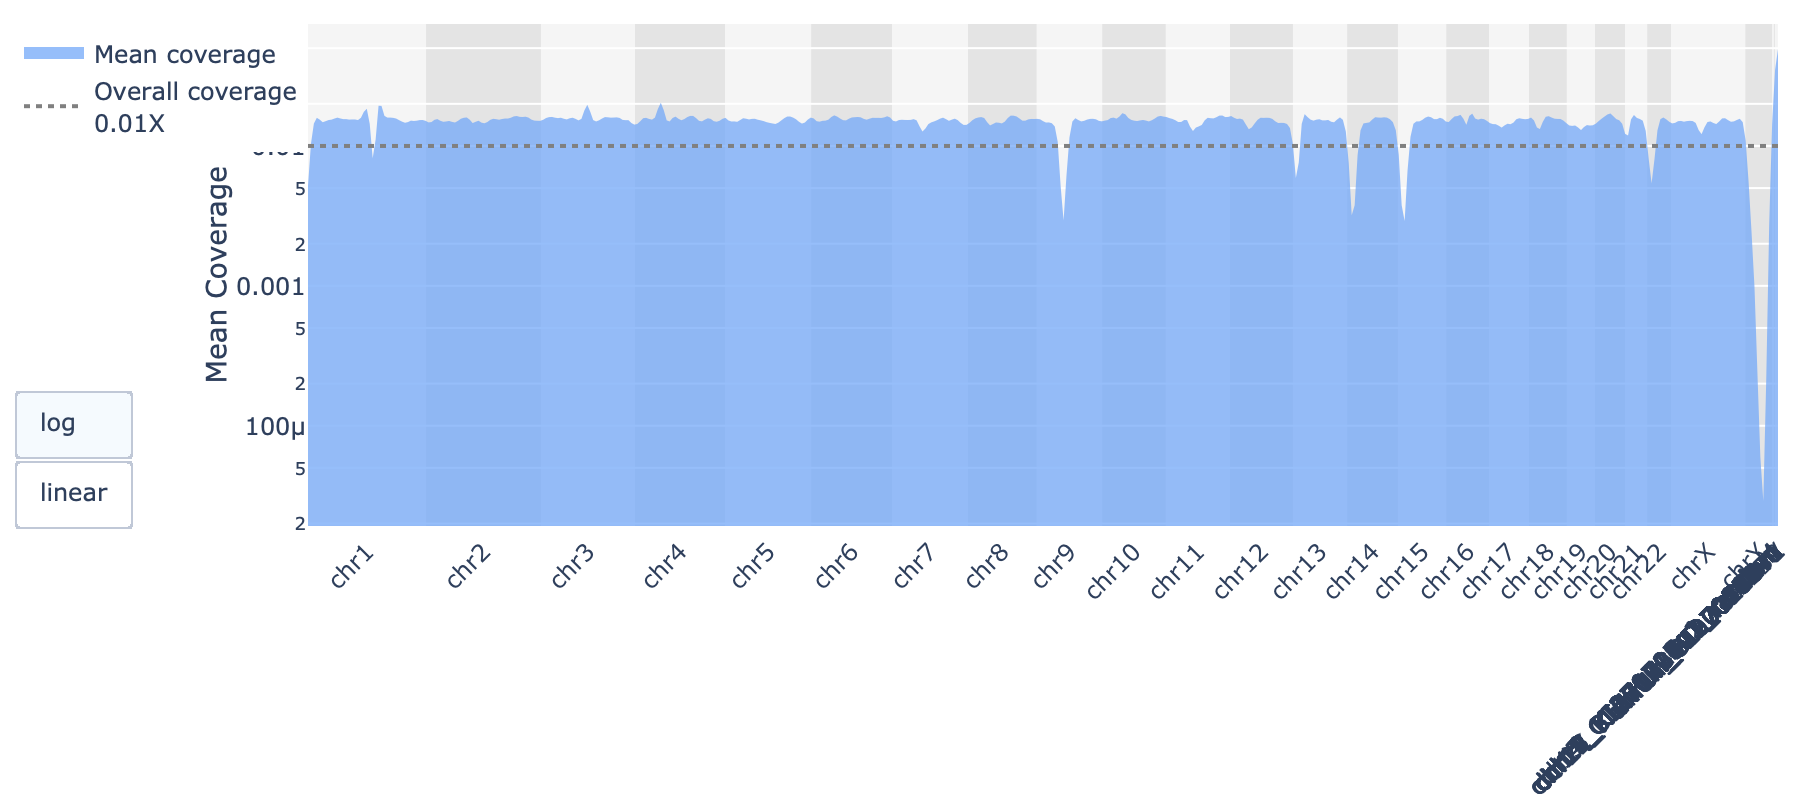 Mean coverage
Overall coverage
0.01X
Mean Coverage
0.01
5
2
0.001
5
2
100µ
5
2
log
linear
chr1
chr2
chr3
chr4
chr5
chr6
chr7
chr8
chr9
chr10
chr11
chr12
chr13
chr14
chr15
chr16
chr17
chr18
chr19
chr20
chr21
chr22
chrX